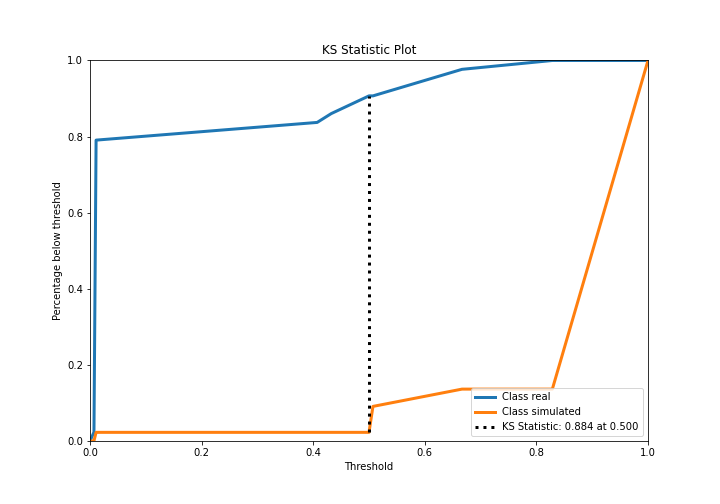 KS Statistic Plot
1.0
0.8
0.6
0.4
0.2
0.0
Percentage below threshold
0.0 0.2 0.4 0.6 0.8 1.0
Threshold
Class real
Class simulated
KS Statistic: 0.884 at 0.500